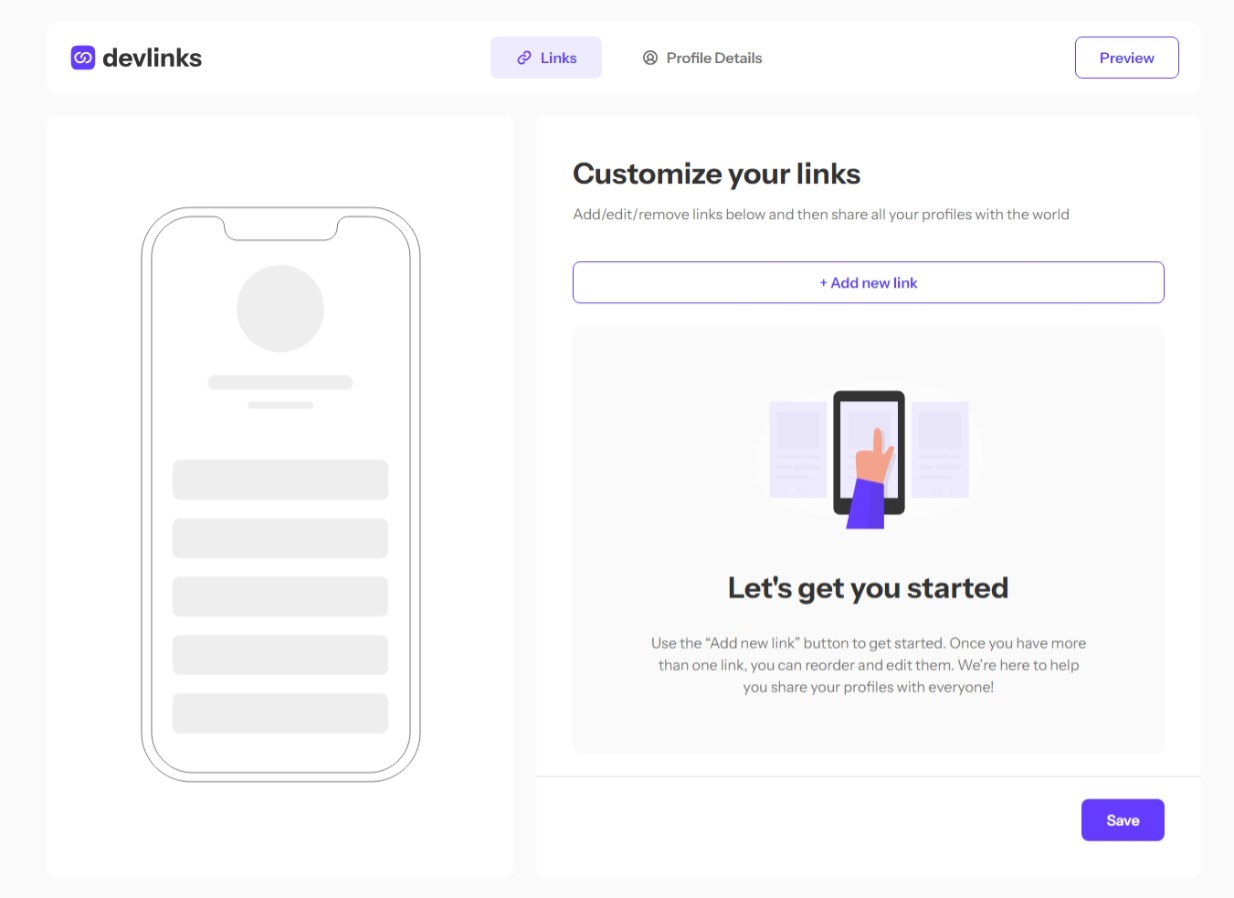 devlinks
Links
Profile Details
Preview
Customize your links
Add/edit/remove links below and then share all your profiles with the world
+ Add new link
Let's get you started
Use the “Add new link” button to get started. Once you have more
than one link, you can reorder and edit them. We’re here to help
you share your profiles with everyone!
Save